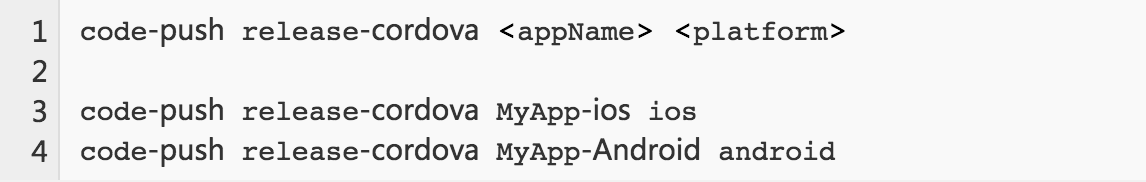 1 code-push release-cordova <appName> <platform>
2
3 code-push release-cordova MyApp-ios ios
4 code-push release-cordova MyApp-Android android